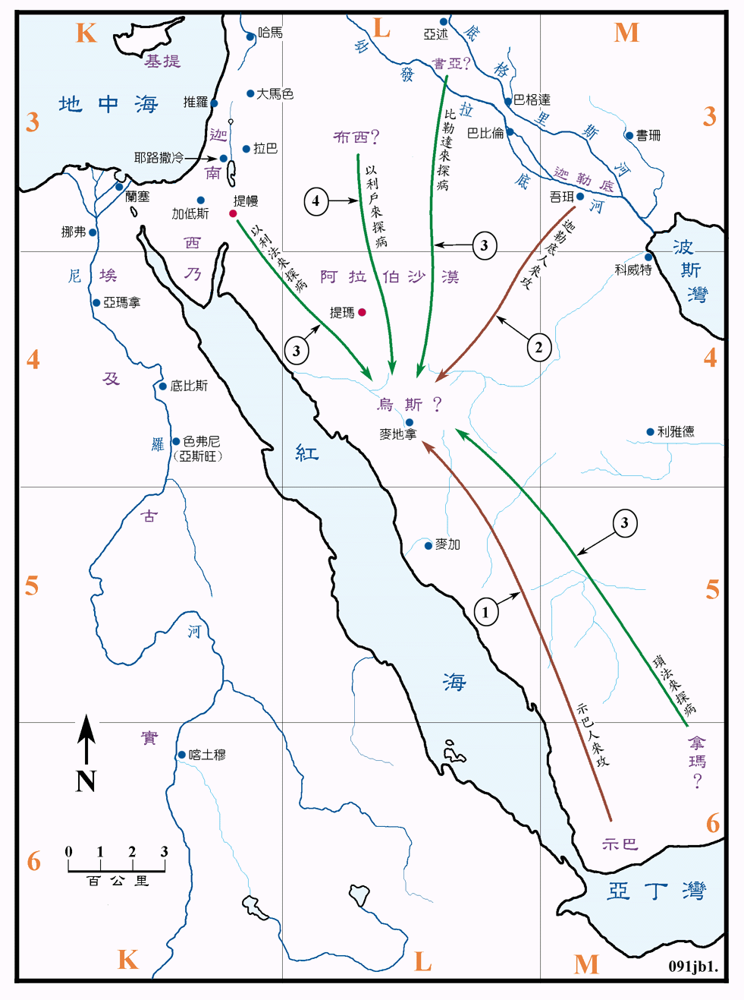 K
L
M
哈馬
亞述
底
格
里
斯
河
幼
發
拉
底
河
基提
書亞?
地中海
推羅
大馬色
巴格達
3
3
迦
南
拉巴
布西?
巴比倫
書珊
耶路撒冷
比勒達來探病
以利戶來探病
迦勒底
吾珥
蘭塞
加低斯
提幔
4
挪弗
以利法來探病
3
迦勒底人來攻
波
斯
灣
科威特
西
乃
尼
埃
阿拉伯沙漠
亞瑪拿
提瑪
4
3
2
4
及
底比斯
烏斯?
麥地拿
利雅德
羅
色弗尼
(亞斯旺)
紅
古
3
麥加
5
5
1
河
瑣法來探病
海
示巴人來攻
實
喀土穆
拿
瑪
?
N
6
示巴
0 1 2 3
百公里
6
亞丁灣
K
L
M
091jb1.